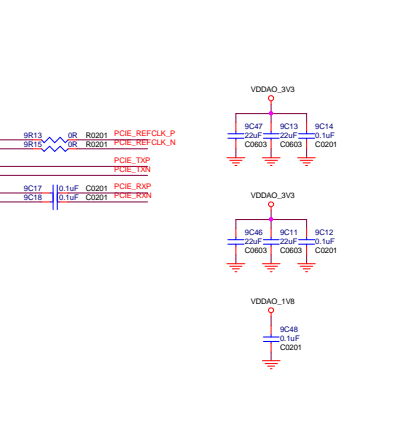 VDDAO_3V3
9C47 9C13 9C14
22uF 22uF 0.1uF
C0603 C0603 C0201
9R13 0R R0201 PCIE_REFCLK_P
9R15 0R R0201 PCIE_REFCLK_N
PCIE_TXP
PCIE_TXN
9C17 0.1uF C0201 PCIE_RXP
9C18 0.1uF C0201 PCIE_RXN
VDDAO_3V3
9C46 9C11 9C12
22uF 22uF 0.1uF
C0603 C0603 C0201
VDDAO_1V8
9C48
0.1uF
C0201